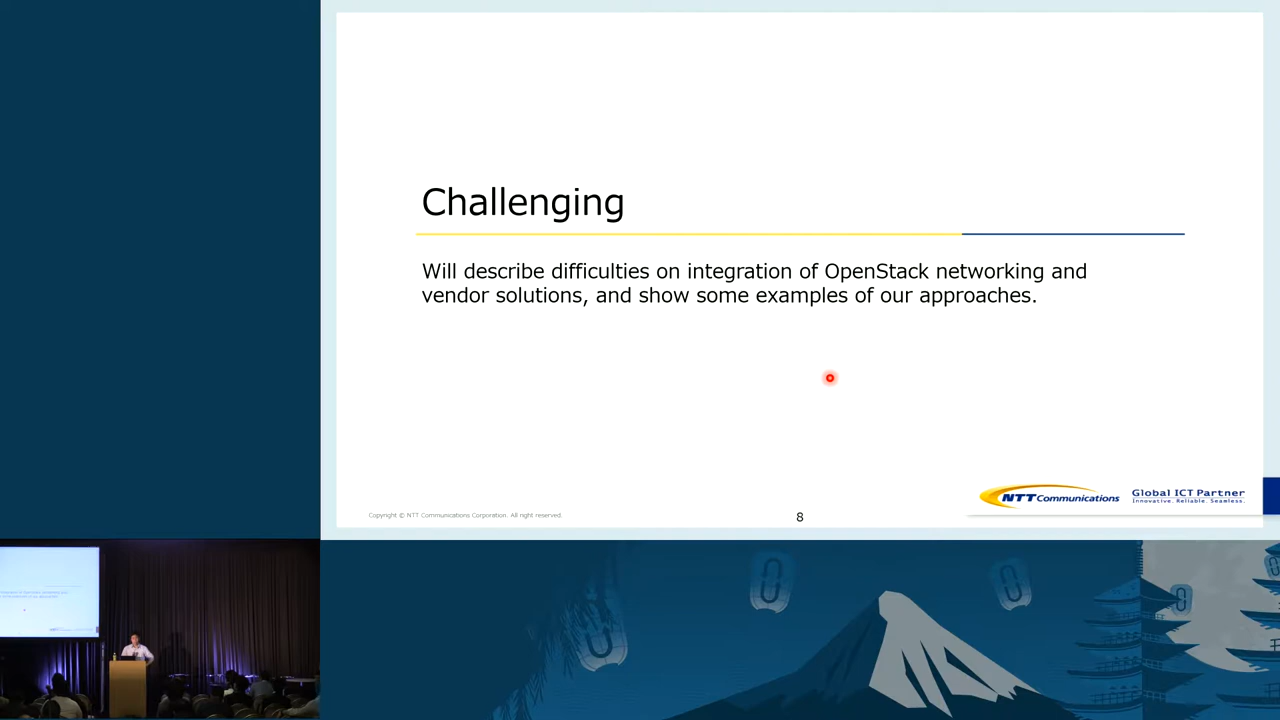 Challenging
Will describe difficulties on integration of OpenStack networking and
vendor solutions, and show some examples of our approaches.
Copyright © NTT Communications Corporation. All right reserved.
8
NTT Communications
Global ICT Partner
Innovative. Reliable. Seamless.